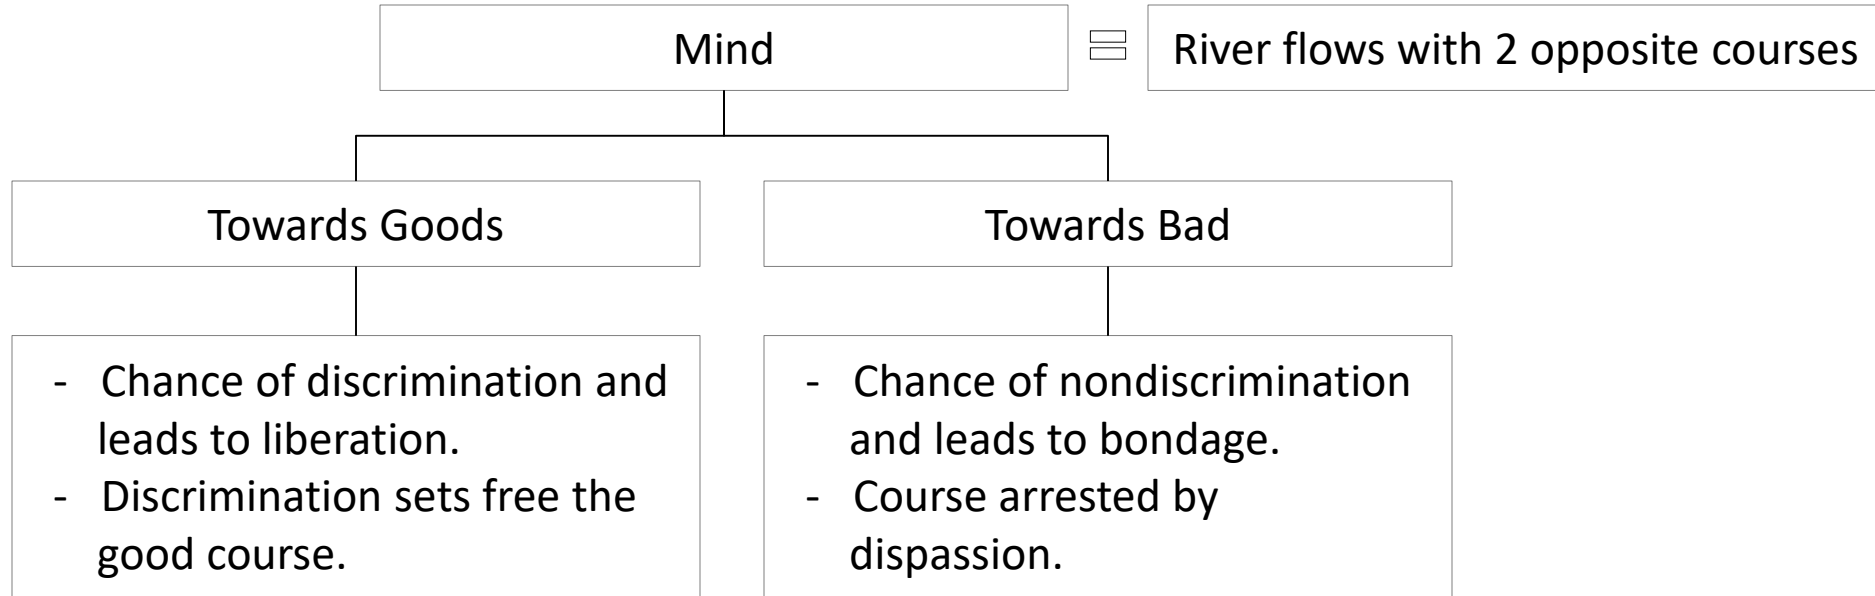 Mind
River flows with 2 opposite courses
Towards Goods
Towards Bad
- Chance of discrimination and
leads to liberation.
- Discrimination sets free the
good course.
- Chance of nondiscrimination
and leads to bondage.
- Course arrested by
dispassion.